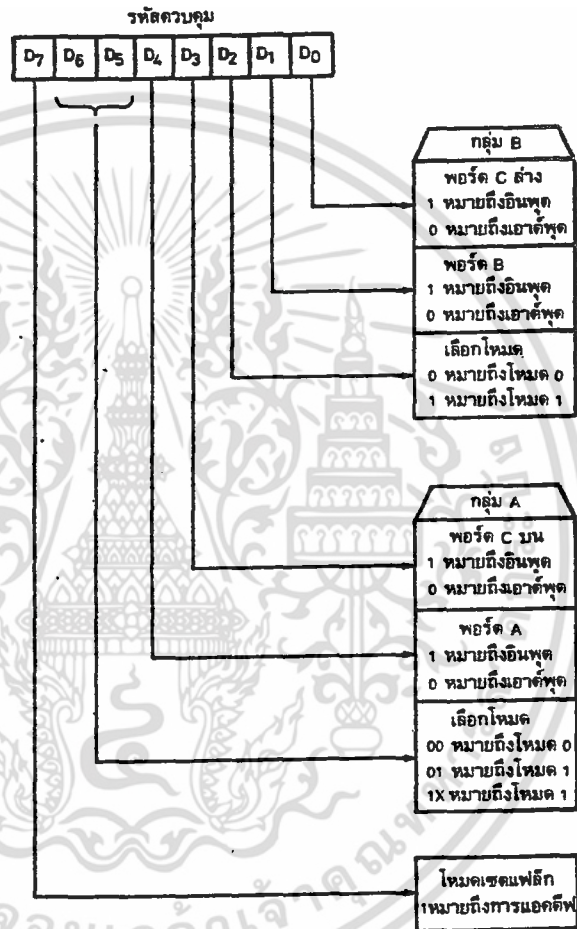 รหัสควบคุม
D7 D6 D5 D4 D3 D2 D1 D0
กลุ่ม B
พอร์ต C ล่าง
1 หมายถึงอินพุต
0 หมายถึงเอาต์พุต
พอร์ต B
1 หมายถึงอินพุต
0 หมายถึงเอาต์พุต
เลือกโหมด
0 หมายถึงโหมด 0
1 หมายถึงโหมด 1
กลุ่ม A
พอร์ต C บน
1 หมายถึงอินพุต
0 หมายถึงเอาต์พุต
พอร์ต A
1 หมายถึงอินพุต
0 หมายถึงเอาต์พุต
เลือกโหมด
00 หมายถึงโหมด 0
01 หมายถึงโหมด 1
1X หมายถึงโหมด 1
โหมดเซตแฟล็ก
1หมายถึงการแอคตีฟ